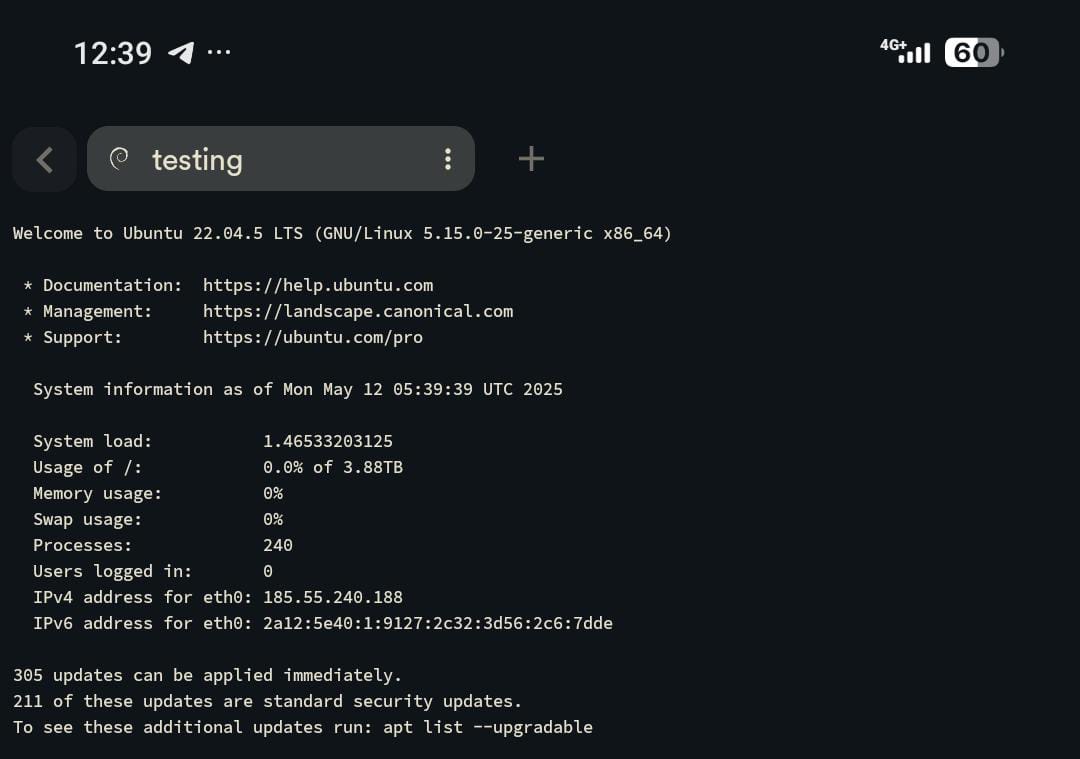 12:39 ...
4G+ 60
testing
Welcome to Ubuntu 22.04.5 LTS (GNU/Linux 5.15.0-25-generic x86_64)
* Documentation:  https://help.ubuntu.com
* Management:     https://landscape.canonical.com
* Support:        https://ubuntu.com/pro
System information as of Mon May 12 05:39:39 UTC 2025
System load:           1.46533203125
Usage of /:            0.0% of 3.88TB
Memory usage:          0%
Swap usage:            0%
Processes:             240
Users logged in:       0
IPv4 address for eth0: 185.55.240.188
IPv6 address for eth0: 2a12:5e40:1:9127:2c32:3d56:2c6:7dde
305 updates can be applied immediately.
211 of these updates are standard security updates.
To see these additional updates run: apt list --upgradable